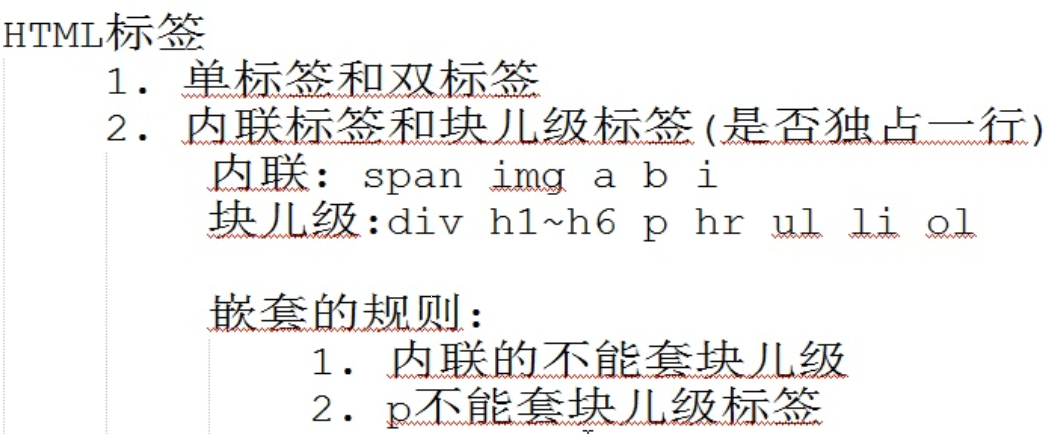 HTML标签
1. 单标签和双标签
2. 内联标签和块儿级标签(是否独占一行)
内联: span img a b i
块儿级:div h1~h6 p hr ul li ol
嵌套的规则:
1. 内联的不能套块儿级
2. p不能套块儿级标签